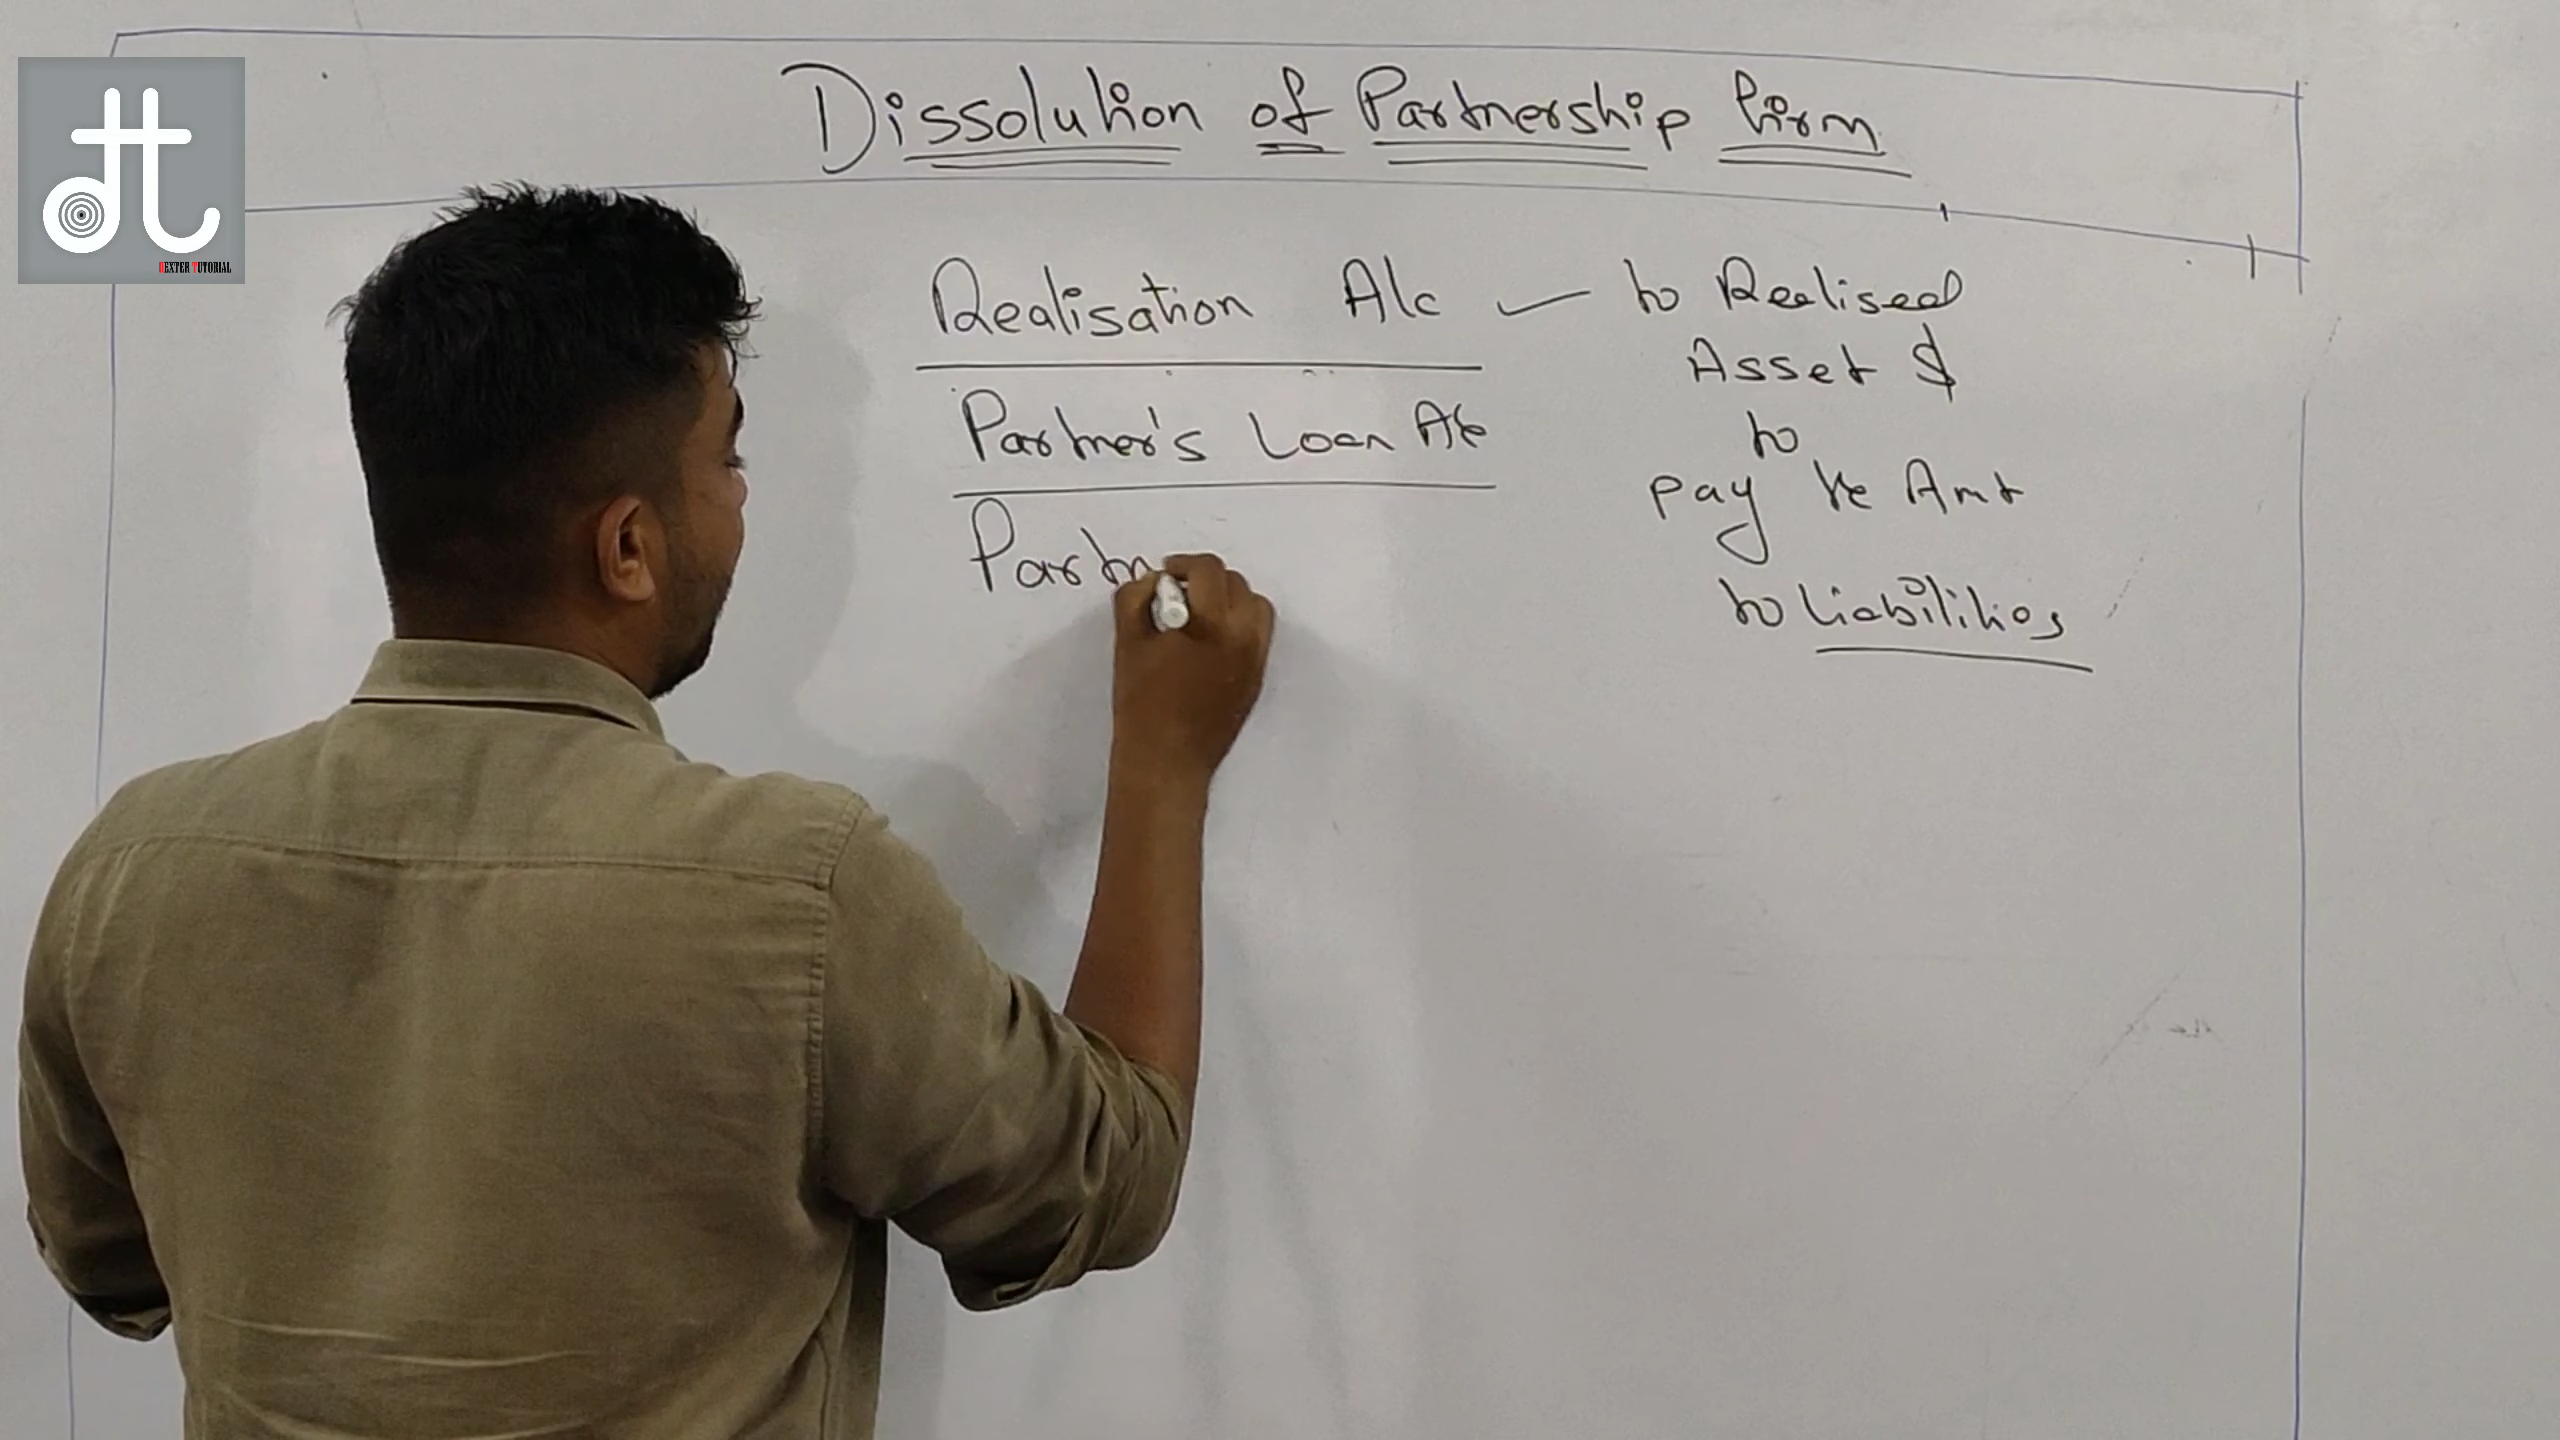 DEXTER TUTORIAL
Dissolution of Partnership firm
Realisation A/c
Partner's Loan A/c
Partn
to Realised
Asset &
to
pay the Amt
to Liabilities